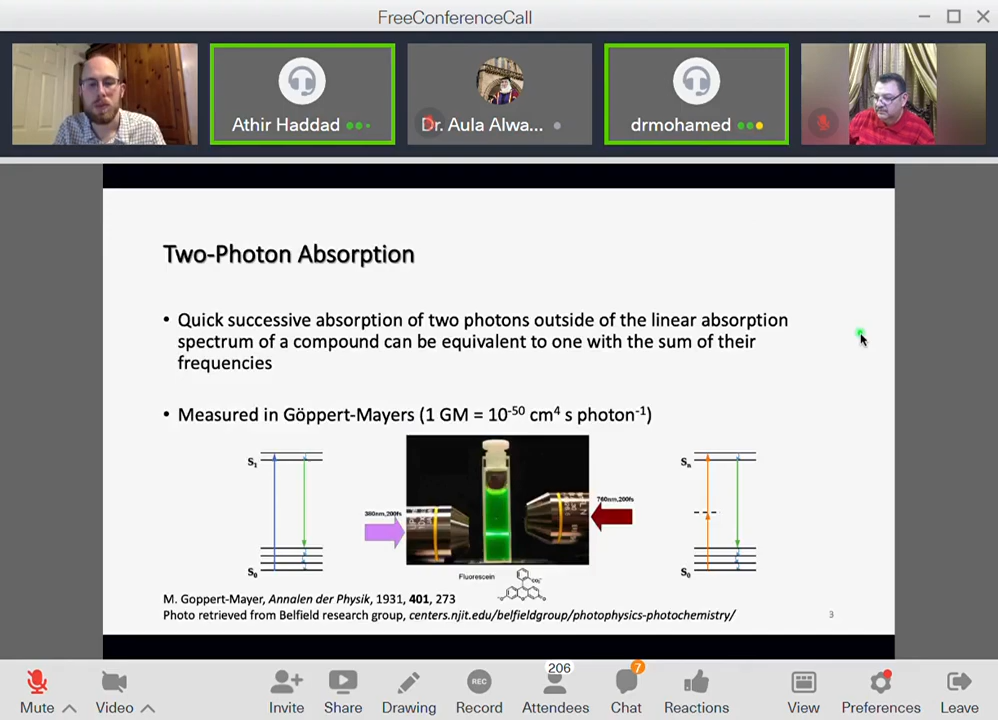 FreeConferenceCall
Athir Haddad
Dr. Aula Alwa...
drmohamed
Two-Photon Absorption
• Quick successive absorption of two photons outside of the linear absorption
spectrum of a compound can be equivalent to one with the sum of their
frequencies
• Measured in Göppert-Mayers (1 GM = 10⁻⁵⁰ cm⁴ s photon⁻¹)
S₁
380nm,200fs
760nm,200fs
Sₙ
S₀
S₀
Fluorescein
M. Goppert-Mayer, Annalen der Physik, 1931, 401, 273
Photo retrieved from Belfield research group, centers.njit.edu/belfieldgroup/photophysics-photochemistry/
3
206
7
REC
Mute
Video
Invite
Share
Drawing
Record
Attendees
Chat
Reactions
View
Preferences
Leave